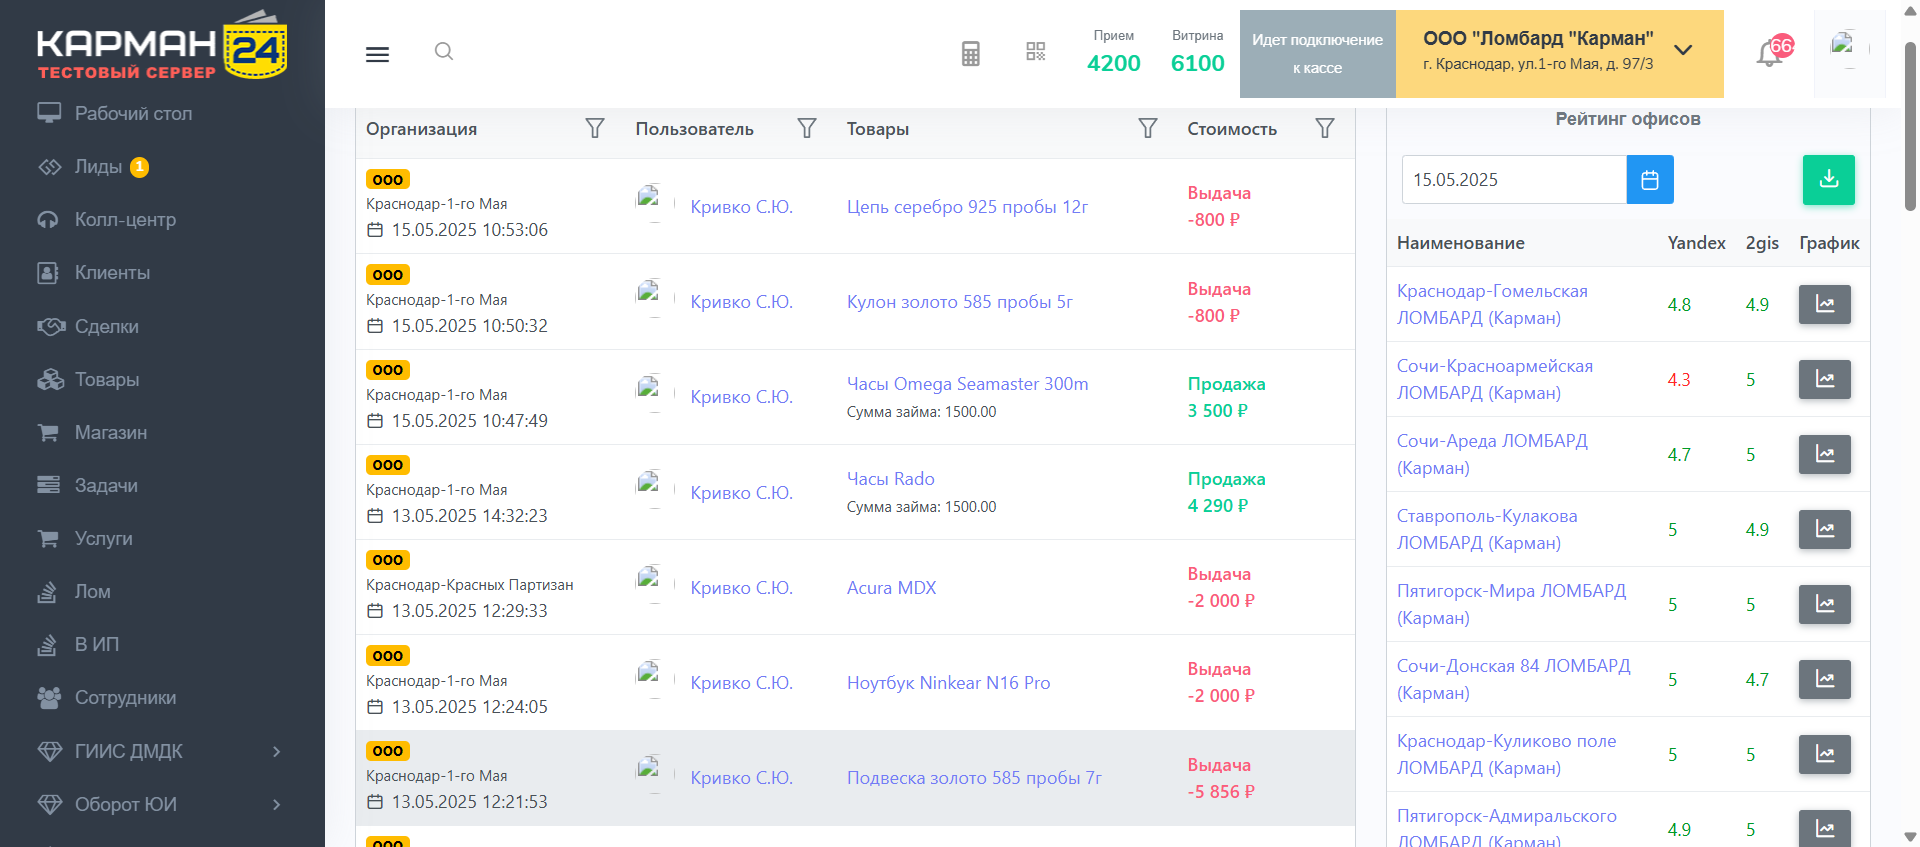 КАРМАН 24
ТЕСТОВЫЙ СЕРВЕР
Рабочий стол
Лиды 1
Колл-центр
Клиенты
Сделки
Товары
Магазин
Задачи
Услуги
Лом
В ИП
Сотрудники
ГИИС ДМДК
Оборот ЮИ
Прием
4200
Витрина
6100
Идет подключение
к кассе
ООО "Ломбард "Карман"
г. Краснодар, ул.1-го Мая, д. 97/3
Организация Пользователь Товары Стоимость
ООО
Краснодар-1-го Мая
15.05.2025 10:53:06
Кривко С.Ю.
Цепь серебро 925 пробы 12г
Выдача
-800 ₽
ООО
Краснодар-1-го Мая
15.05.2025 10:50:32
Кривко С.Ю.
Кулон золото 585 пробы 5г
Выдача
-800 ₽
ООО
Краснодар-1-го Мая
15.05.2025 10:47:49
Кривко С.Ю.
Часы Omega Seamaster 300m
Сумма займа: 1500.00
Продажа
3 500 ₽
ООО
Краснодар-1-го Мая
13.05.2025 14:32:23
Кривко С.Ю.
Часы Rado
Сумма займа: 1500.00
Продажа
4 290 ₽
ООО
Краснодар-Красных Партизан
13.05.2025 12:29:33
Кривко С.Ю.
Acura MDX
Выдача
-2 000 ₽
ООО
Краснодар-1-го Мая
13.05.2025 12:24:05
Кривко С.Ю.
Ноутбук Ninkear N16 Pro
Выдача
-2 000 ₽
ООО
Краснодар-1-го Мая
13.05.2025 12:21:53
Кривко С.Ю.
Подвеска золото 585 пробы 7г
Выдача
-5 856 ₽
ООО
Рейтинг офисов
15.05.2025
Наименование Yandex 2gis График
Краснодар-Гомельская
ЛОМБАРД (Карман)
4.8 4.9
Сочи-Красноармейская
ЛОМБАРД (Карман)
4.3 5
Сочи-Ареда ЛОМБАРД
(Карман)
4.7 5
Ставрополь-Кулакова
ЛОМБАРД (Карман)
5 4.9
Пятигорск-Мира ЛОМБАРД
(Карман)
5 5
Сочи-Донская 84 ЛОМБАРД
(Карман)
5 4.7
Краснодар-Куликово поле
ЛОМБАРД (Карман)
5 5
Пятигорск-Адмиральского
ЛОМБАРД (Карман)
4.9 5